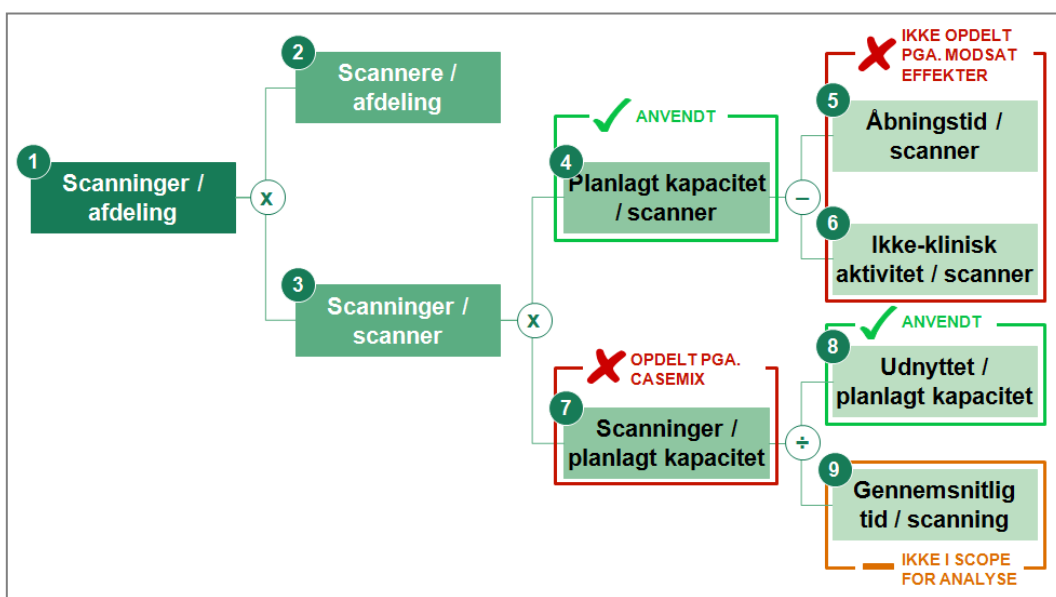 1
Scanninger /
afdeling
x
2
Scannere /
afdeling
3
Scanninger /
scanner
x
ANVENDT
4
Planlagt kapacitet
/ scanner
–
IKKE OPDELT
PGA. MODSAT
EFFEKTER
5
Åbningstid /
scanner
6
Ikke-klinisk
aktivitet / scanner
OPDELT PGA.
CASEMIX
7
Scanninger /
planlagt kapacitet
÷
ANVENDT
8
Udnyttet /
planlagt kapacitet
9
Gennemsnitlig
tid / scanning
IKKE I SCOPE
FOR ANALYSE